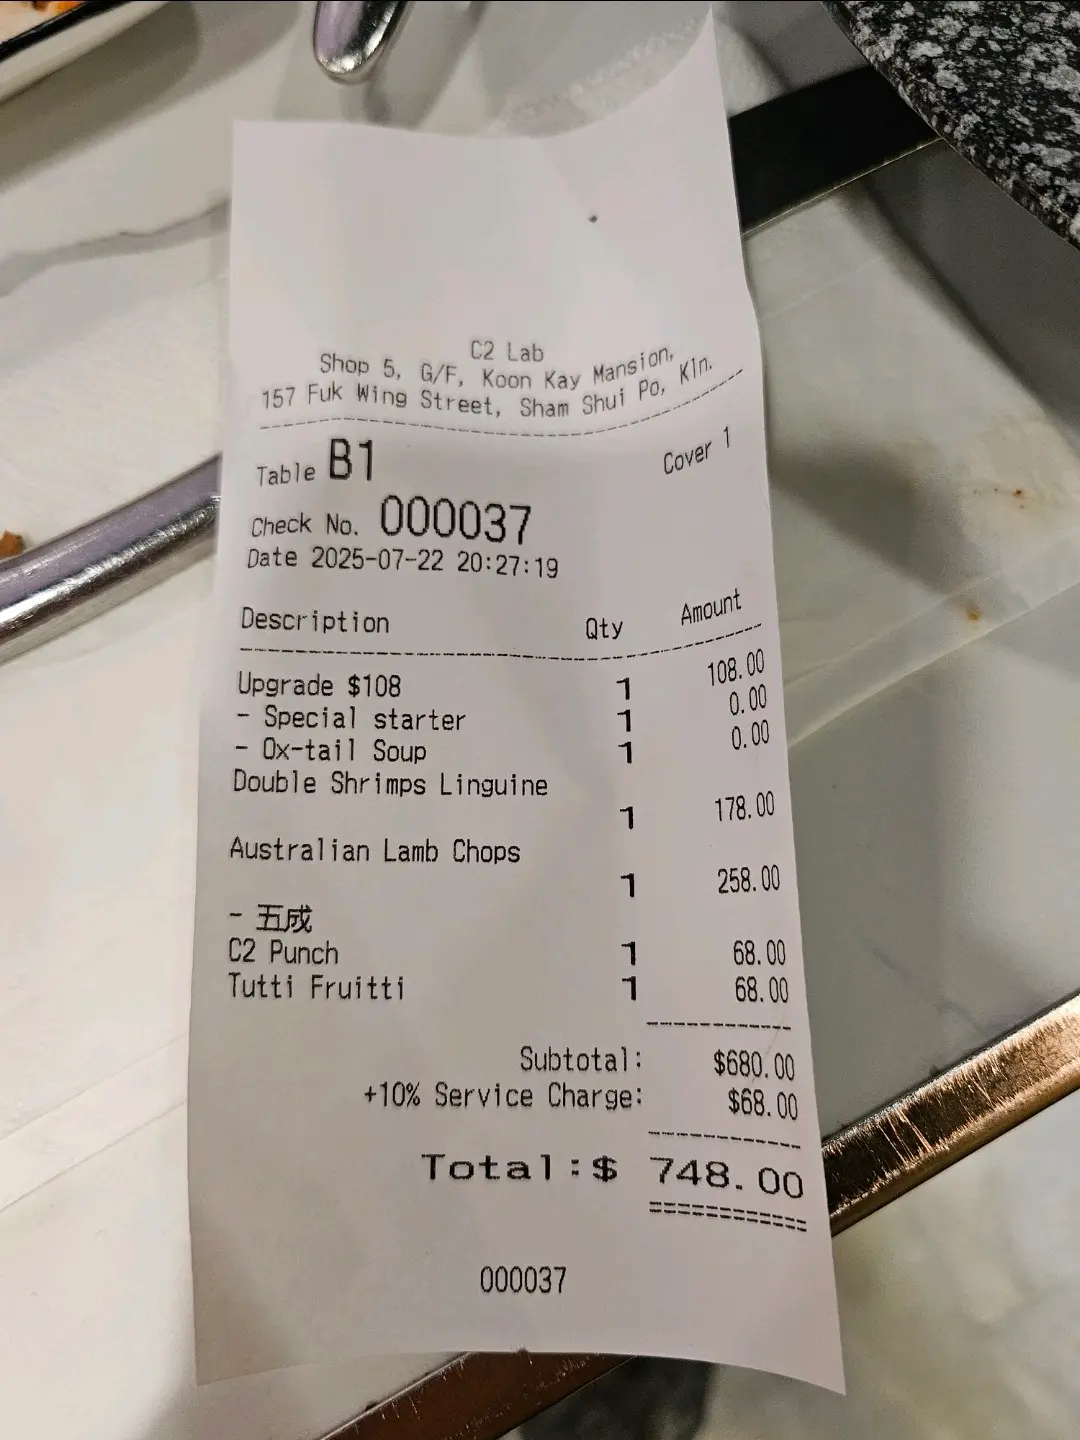 C2 Lab
Shop 5, G/F, Koon Kay Mansion,
157 Fuk Wing Street, Sham Shui Po, Kln.
Table B1 Cover 1
Check No. 000037
Date 2025-07-22 20:27:19
Description Qty Amount
Upgrade $108 1 108.00
- Special starter 1 0.00
- Ox-tail Soup 1 0.00
Double Shrimps Linguine
1 178.00
Australian Lamb Chops
1 258.00
- 五成
C2 Punch 1 68.00
Tutti Fruitti 1 68.00
Subtotal: $680.00
+10% Service Charge: $68.00
Total:$ 748.00
000037